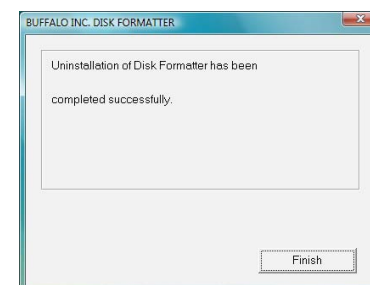 BUFFALO INC. DISK FORMATTER
Uninstallation of Disk Formatter has been
completed successfully.
Finish